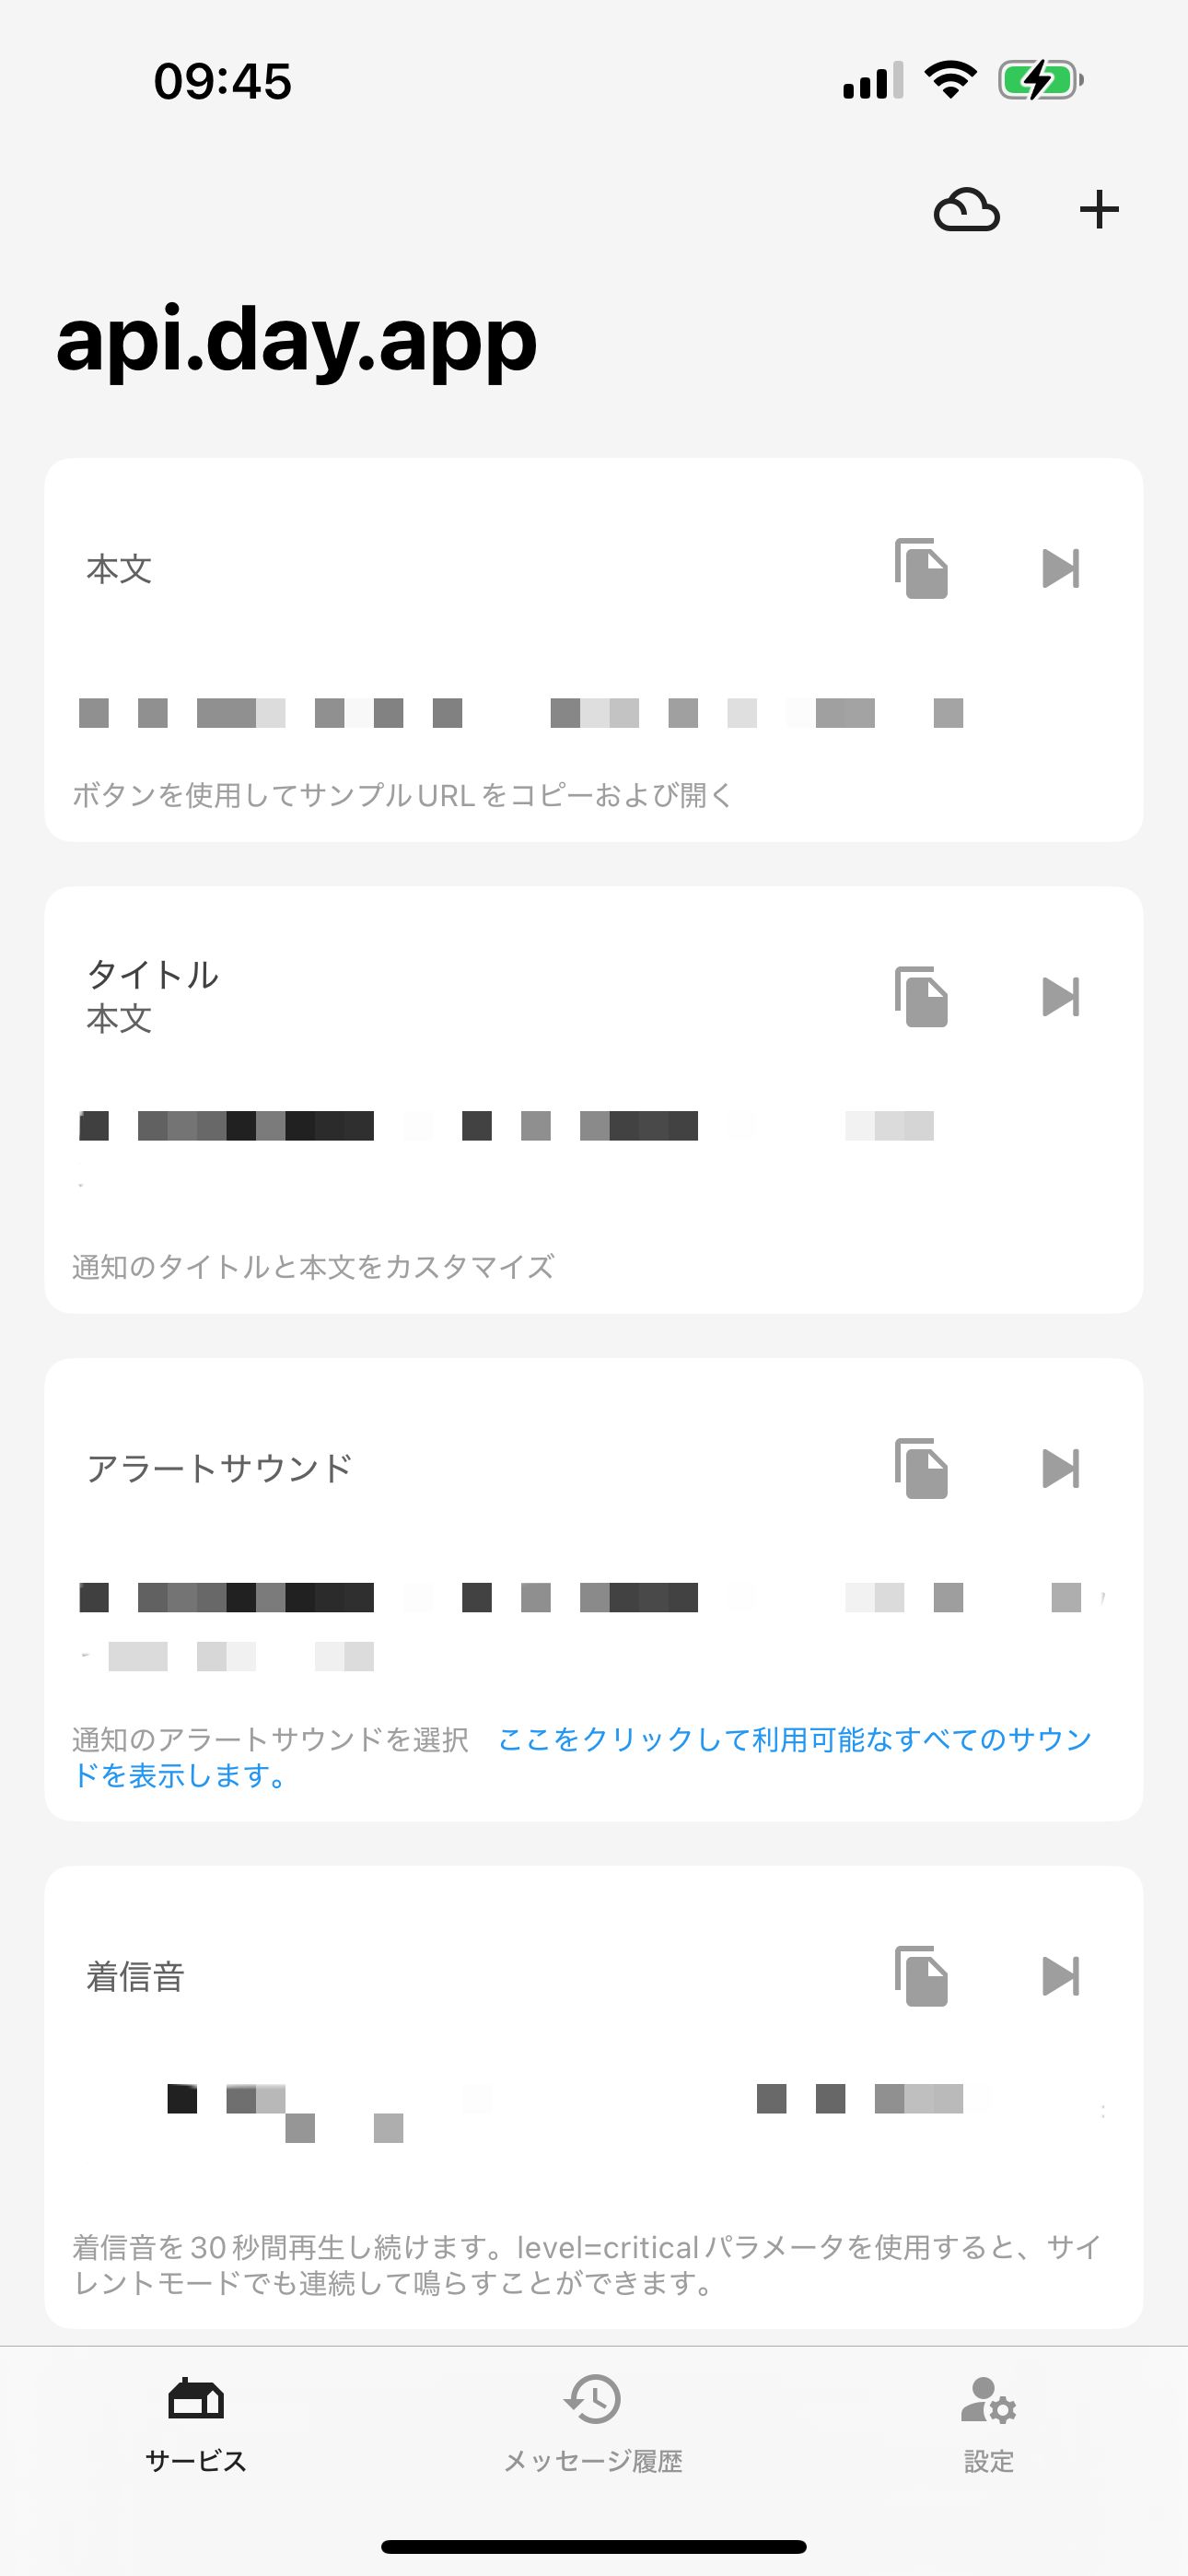 09:45
api.day.app
本文
ボタンを使用してサンプルURLをコピーおよび開く
タイトル
本文
通知のタイトルと本文をカスタマイズ
アラートサウンド
通知のアラートサウンドを選択 ここをクリックして利用可能なすべてのサウン
ドを表示します。
着信音
着信音を30秒間再生し続けます。level=criticalパラメータを使用すると、サイ
レントモードでも連続して鳴らすことができます。
サービス
メッセージ履歴
設定